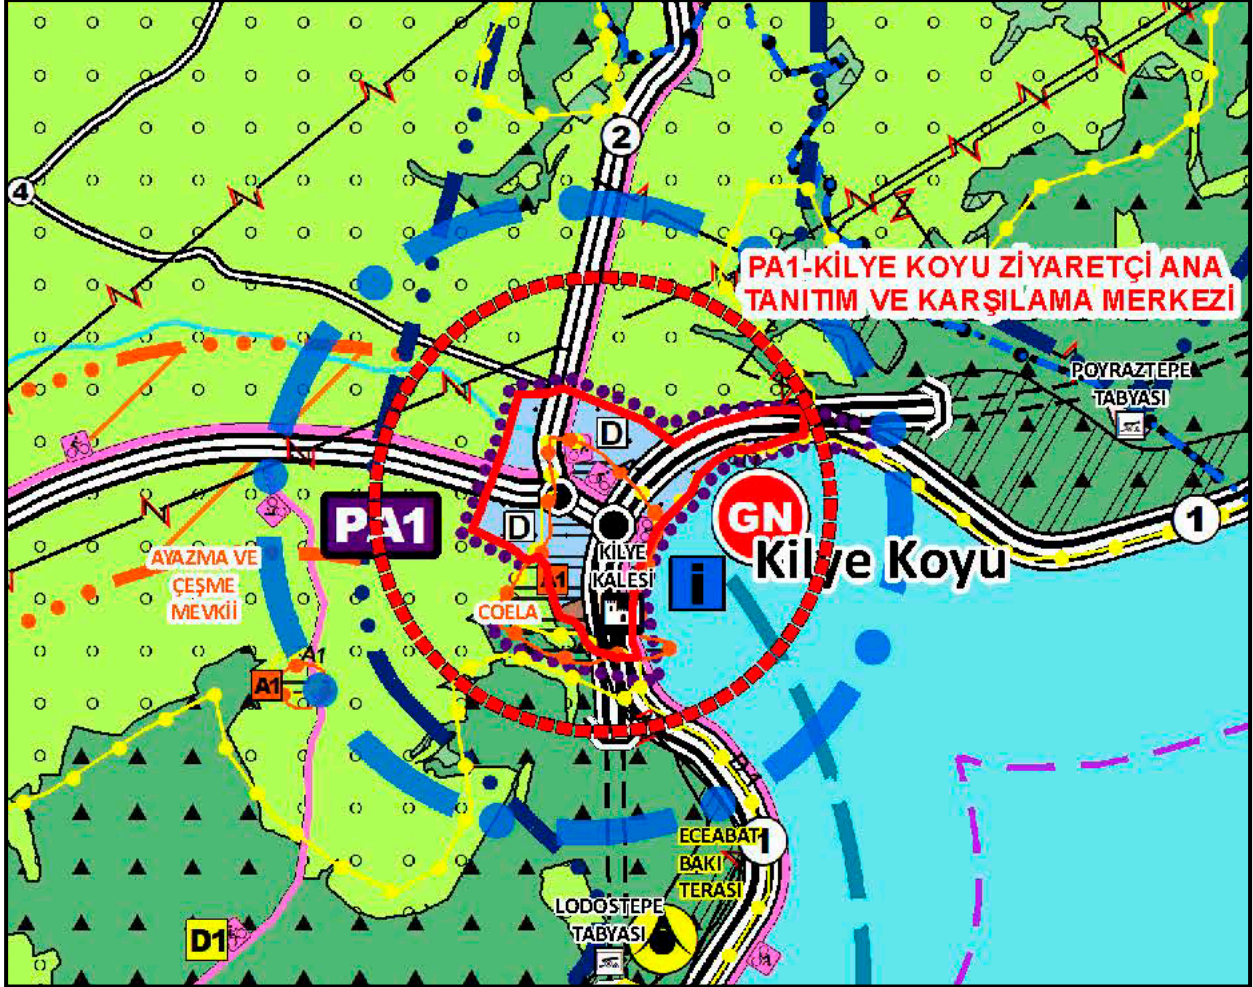 2
4
PA1-KİLYE KOYU ZİYARETÇİ ANA
TANITIM VE KARŞILAMA MERKEZİ
POYRAZTEPE
TABYASI
D
PA1
D
GN
1
Kilye Koyu
KİLYE
KALESİ
i
A1
AYAZMA VE
ÇEŞME
MEVKİİ
COELA
A1
A1
ECEABAT
BAKI
TERASI
1
LODOSTEPE
TABYASI
D1